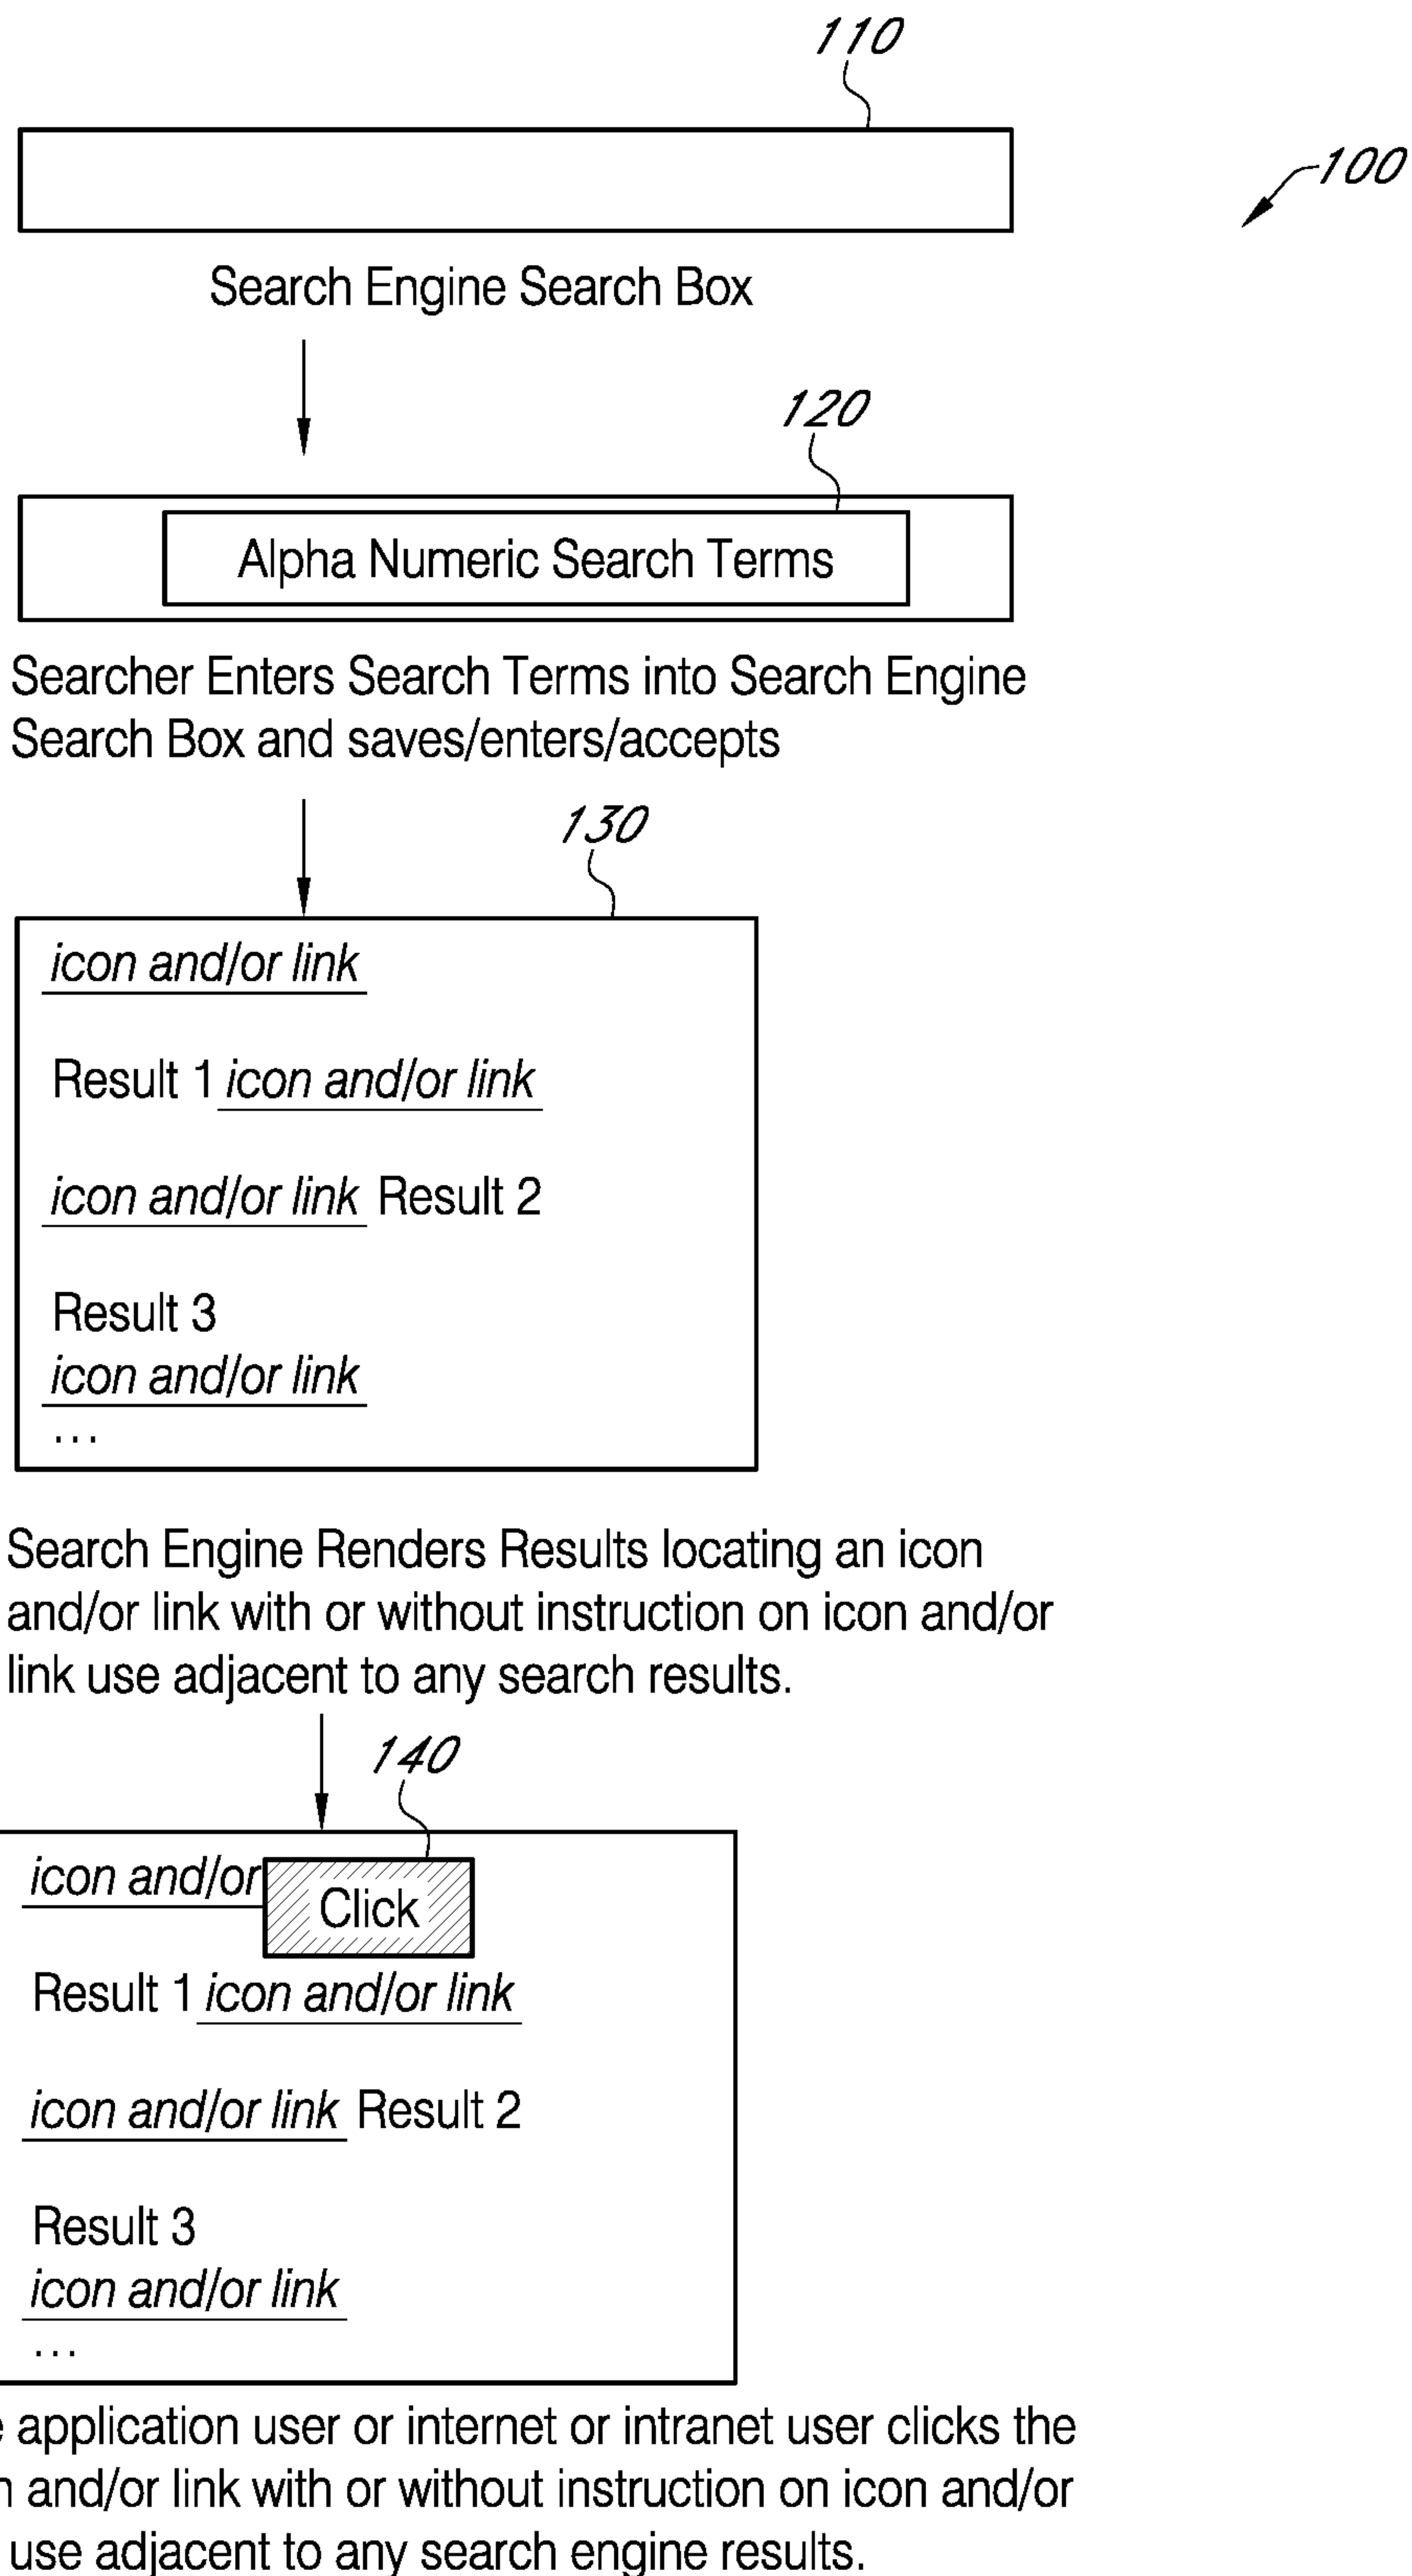 110
100
Search Engine Search Box
120
Alpha Numeric Search Terms
Searcher Enters Search Terms into Search Engine
Search Box and saves/enters/accepts
130
icon and/or link
Result 1 icon and/or link
icon and/or link Result 2
Result 3
icon and/or link
...
Search Engine Renders Results locating an icon
and/or link with or without instruction on icon and/or
link use adjacent to any search results.
140
icon and/or
Click
Result 1 icon and/or link
icon and/or link Result 2
Result 3
icon and/or link
...
application user or internet or intranet user clicks the
and/or link with or without instruction on icon and/or
use adjacent to any search engine results.